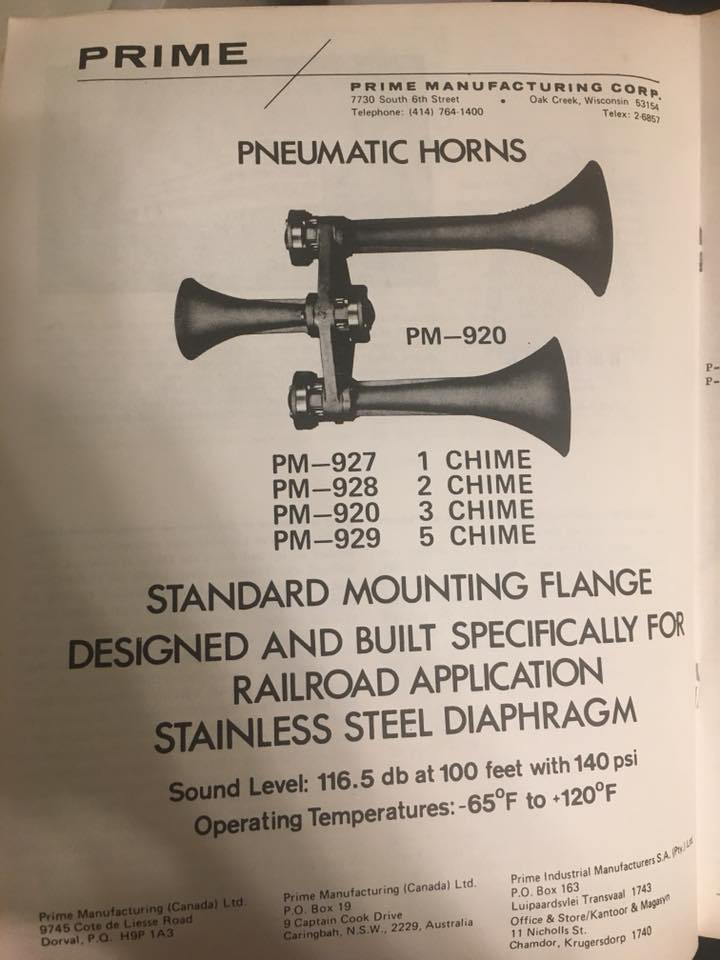 PRIME
PRIME MANUFACTURING CORP.
7730 South 6th Street • Oak Creek, Wisconsin 53154
Telephone: (414) 764-1400 Telex: 2-6857
PNEUMATIC HORNS
PM-920
PM-927 1 CHIME
PM-928 2 CHIME
PM-920 3 CHIME
PM-929 5 CHIME
STANDARD MOUNTING FLANGE
DESIGNED AND BUILT SPECIFICALLY FOR
RAILROAD APPLICATION
STAINLESS STEEL DIAPHRAGM
Sound Level: 116.5 db at 100 feet with 140 psi
Operating Temperatures: -65°F to +120°F
Prime Manufacturing (Canada) Ltd.
9745 Cote de Liesse Road
Dorval, P.Q. H9P 1A3
Prime Manufacturing (Canada) Ltd.
P.O. Box 19
9 Captain Cook Drive
Caringbah, N.S.W., 2229, Australia
Prime Industrial Manufacturers S.A. (Pty.) Ltd.
P.O. Box 163
Luipaardsvlei Transvaal 1743
Office & Store/Kantoor & Magasyn
11 Nicholls St.
Chamdor, Krugersdorp 1740
P-
P-